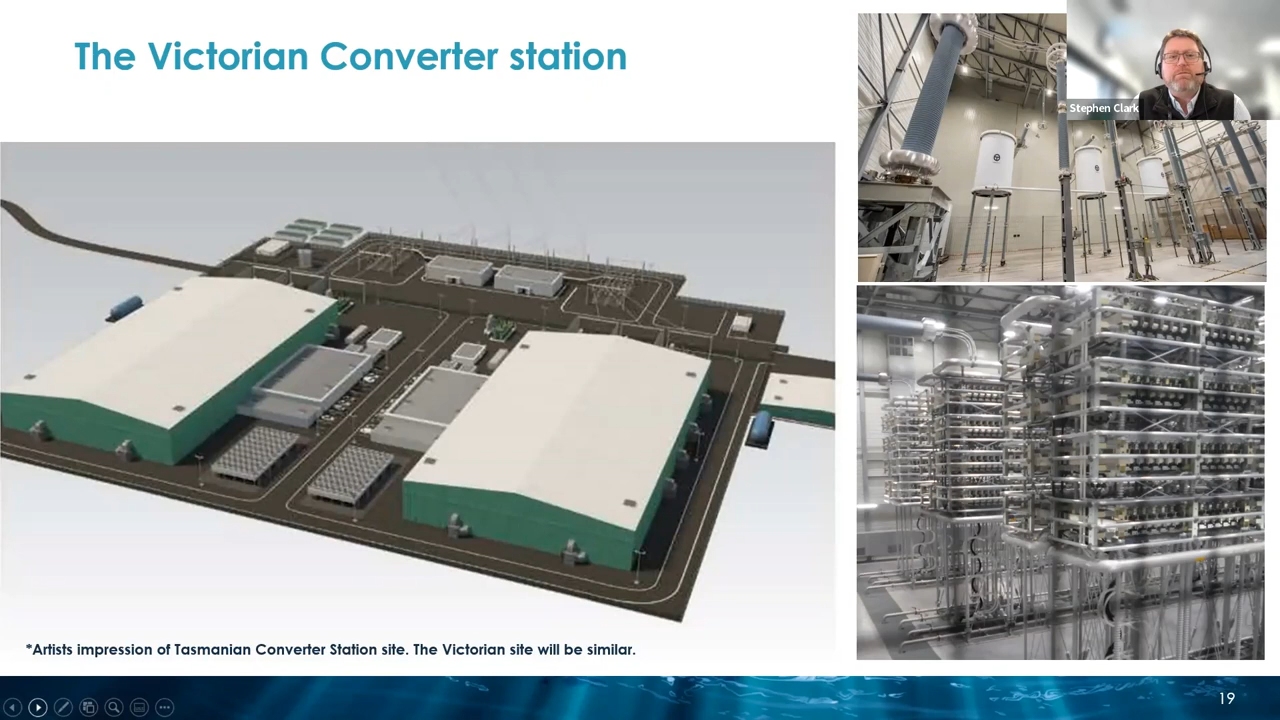 The Victorian Converter station
Stephen Clark
*Artists impression of Tasmanian Converter Station site. The Victorian site will be similar.
19